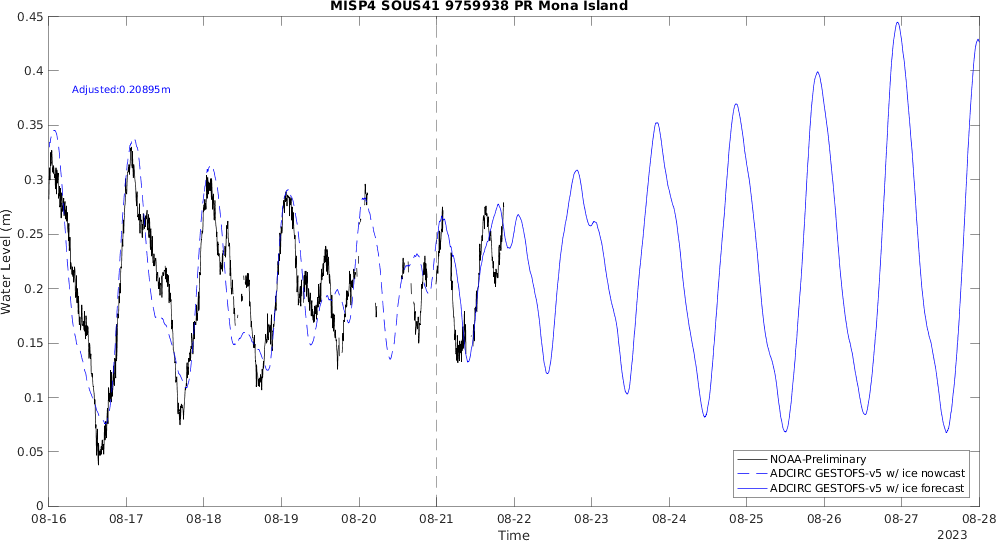 MISP4 SOUS41 9759938 PR Mona Island
Adjusted:0.20895m
Water Level (m)
0.45
0.4
0.35
0.3
0.25
0.2
0.15
0.1
0.05
0
NOAA-Preliminary
ADCIRC GESTOFS-v5 w/ ice nowcast
ADCIRC GESTOFS-v5 w/ ice forecast
08-16 08-17 08-18 08-19 08-20 08-21 08-22 08-23 08-24 08-25 08-26 08-27 08-28
Time
2023